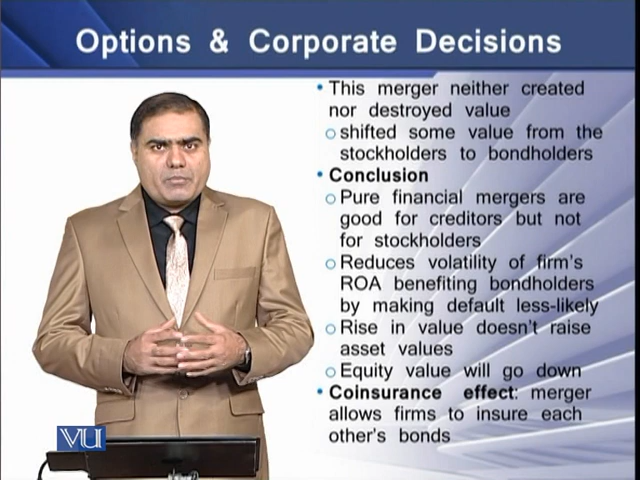 Options & Corporate Decisions
• This merger neither created
nor destroyed value
o shifted some value from the
stockholders to bondholders
• Conclusion
o Pure financial mergers are
good for creditors but not
for stockholders
o Reduces volatility of firm's
ROA benefiting bondholders
by making default less-likely
o Rise in value doesn't raise
asset values
o Equity value will go down
• Coinsurance effect: merger
allows firms to insure each
other's bonds
VU